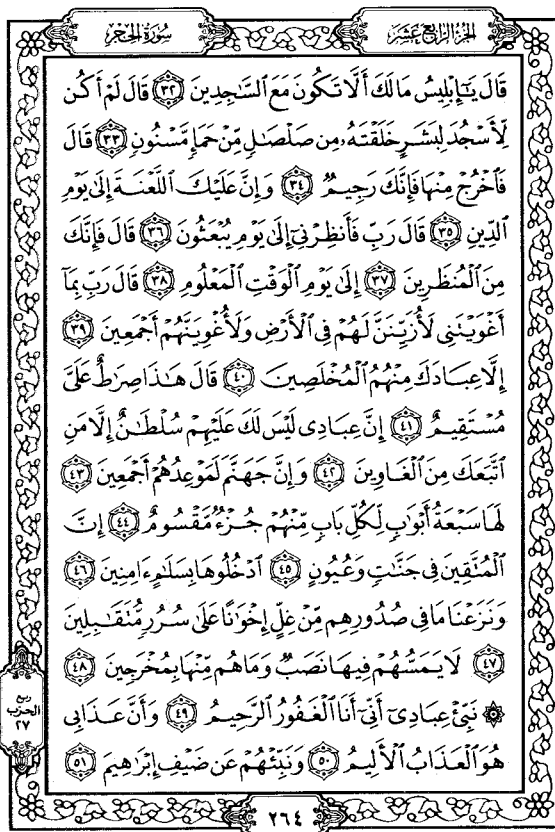 سُورَةُ الحِجْرِ
الجُزْءُ الرَّابِعَ عَشَرَ
قَالَ يَٰٓإِبْلِيسُ مَا لَكَ أَلَّا تَكُونَ مَعَ ٱلسَّٰجِدِينَ ٣٢ قَالَ لَمْ أَكُن
لِّأَسْجُدَ لِبَشَرٍ خَلَقْتَهُۥ مِن صَلْصَٰلٍ مِّنْ حَمَإٍ مَّسْنُونٍ ٣٣ قَالَ
فَٱخْرُجْ مِنْهَا فَإِنَّكَ رَجِيمٌ ٣٤ وَإِنَّ عَلَيْكَ ٱللَّعْنَةَ إِلَىٰ يَوْمِ
ٱلدِّينِ ٣٥ قَالَ رَبِّ فَأَنظِرْنِىٓ إِلَىٰ يَوْمِ يُبْعَثُونَ ٣٦ قَالَ فَإِنَّكَ
مِنَ ٱلْمُنظَرِينَ ٣٧ إِلَىٰ يَوْمِ ٱلْوَقْتِ ٱلْمَعْلُومِ ٣٨ قَالَ رَبِّ بِمَآ
أَغْوَيْتَنِى لَأُزَيِّنَنَّ لَهُمْ فِى ٱلْأَرْضِ وَلَأُغْوِيَنَّهُمْ أَجْمَعِينَ ٣٩
إِلَّا عِبَادَكَ مِنْهُمُ ٱلْمُخْلَصِينَ ٤٠ قَالَ هَٰذَا صِرَٰطٌ عَلَىَّ
مُسْتَقِيمٌ ٤١ إِنَّ عِبَادِى لَيْسَ لَكَ عَلَيْهِمْ سُلْطَٰنٌ إِلَّا مَنِ
ٱتَّبَعَكَ مِنَ ٱلْغَاوِينَ ٤٢ وَإِنَّ جَهَنَّمَ لَمَوْعِدُهُمْ أَجْمَعِينَ ٤٣
لَهَا سَبْعَةُ أَبْوَٰبٍ لِّكُلِّ بَابٍ مِّنْهُمْ جُزْءٌ مَّقْسُومٌ ٤٤ إِنَّ
ٱلْمُتَّقِينَ فِى جَنَّٰتٍ وَعُيُونٍ ٤٥ ٱدْخُلُوهَا بِسَلَٰمٍ ءَامِنِينَ ٤٦
وَنَزَعْنَا مَا فِى صُدُورِهِم مِّنْ غِلٍّ إِخْوَٰنًا عَلَىٰ سُرُرٍ مُّتَقَٰبِلِينَ
٤٧ لَا يَمَسُّهُمْ فِيهَا نَصَبٌ وَمَا هُم مِّنْهَا بِمُخْرَجِينَ ٤٨
۞ نَبِّئْ عِبَادِىٓ أَنِّىٓ أَنَا ٱلْغَفُورُ ٱلرَّحِيمُ ٤٩ وَأَنَّ عَذَابِى
هُوَ ٱلْعَذَابُ ٱلْأَلِيمُ ٥٠ وَنَبِّئْهُمْ عَن ضَيْفِ إِبْرَٰهِيمَ ٥١
ربع
الحزب
٢٧
٢٦٤